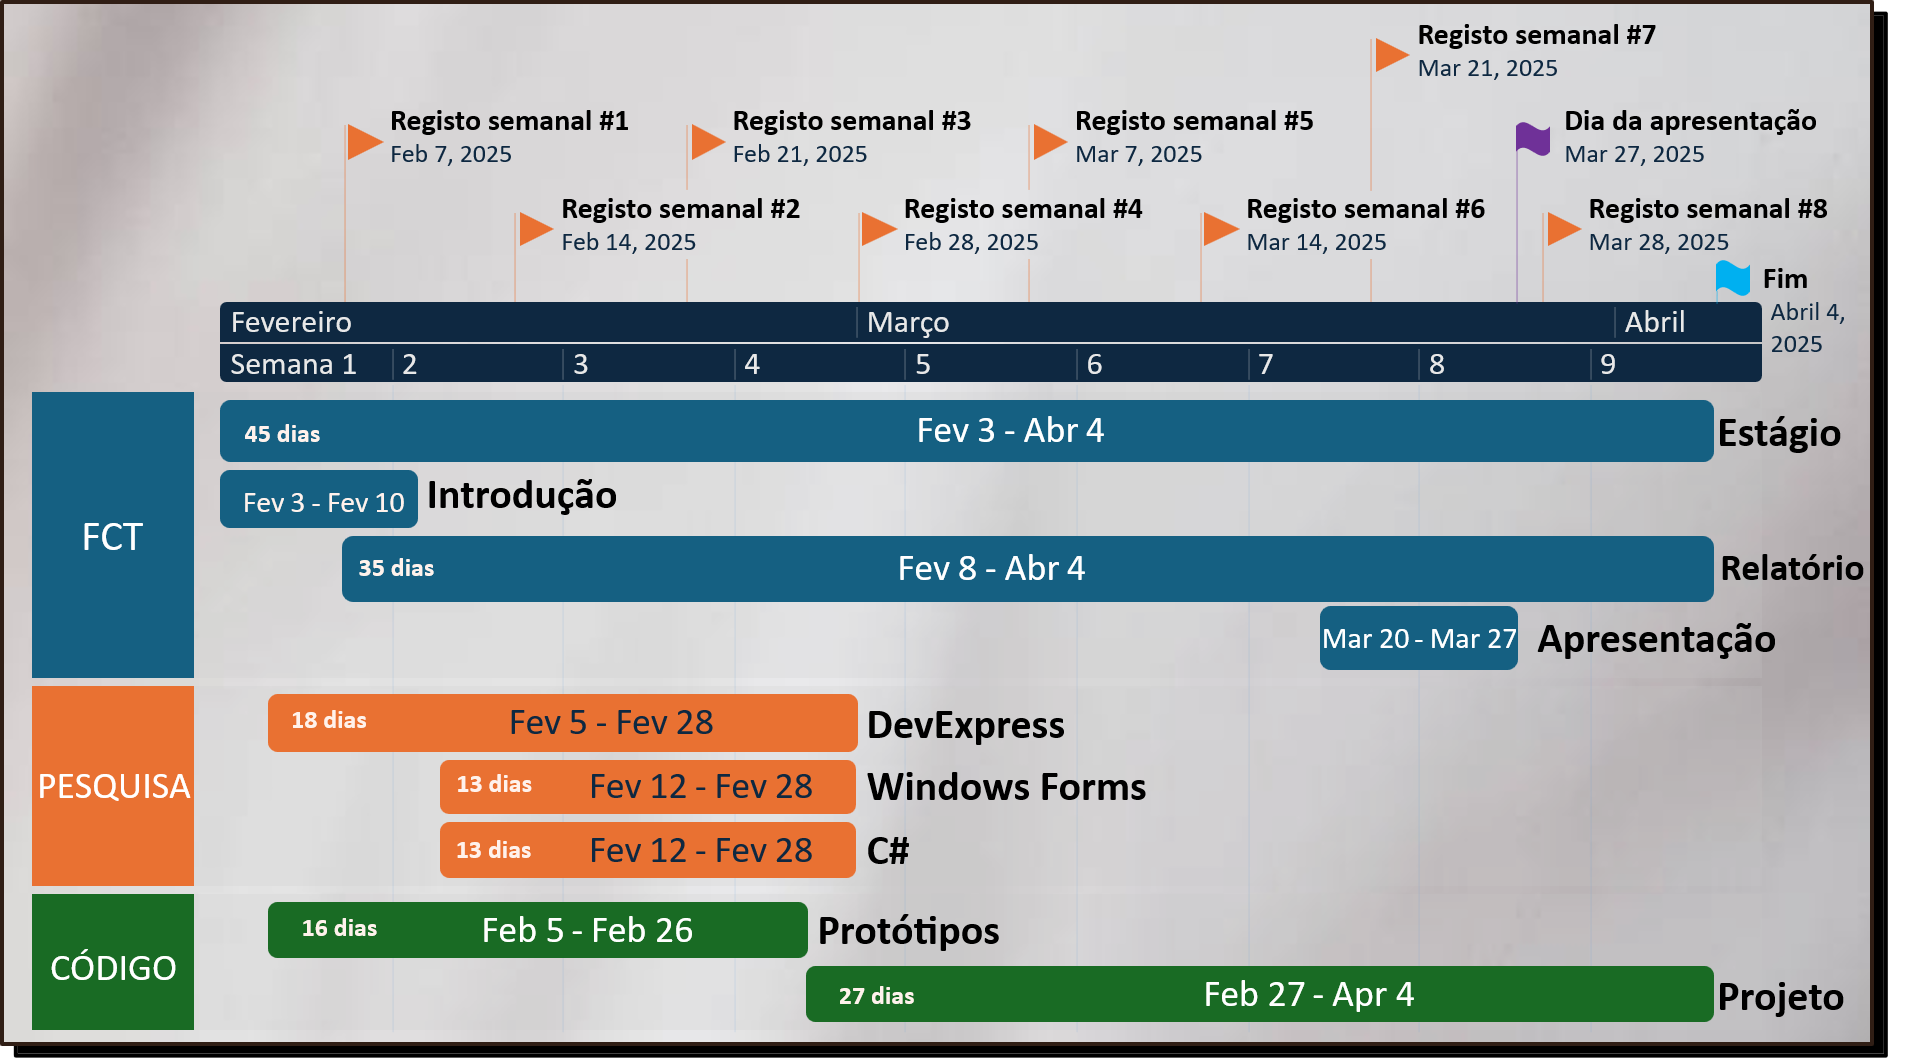 Registo semanal #7
Mar 21, 2025
Registo semanal #1
Feb 7, 2025
Registo semanal #3
Feb 21, 2025
Registo semanal #5
Mar 7, 2025
Dia da apresentação
Mar 27, 2025
Registo semanal #2
Feb 14, 2025
Registo semanal #4
Feb 28, 2025
Registo semanal #6
Mar 14, 2025
Registo semanal #8
Mar 28, 2025
Fim
Abril 4,
2025
Fevereiro
Março
Abril
Semana 1
2
3
4
5
6
7
8
9
FCT
45 dias
Fev 3 - Abr 4
Estágio
Fev 3 - Fev 10
Introdução
35 dias
Fev 8 - Abr 4
Relatório
Mar 20 - Mar 27
Apresentação
PESQUISA
18 dias
Fev 5 - Fev 28
DevExpress
13 dias
Fev 12 - Fev 28
Windows Forms
13 dias
Fev 12 - Fev 28
C#
CÓDIGO
16 dias
Feb 5 - Feb 26
Protótipos
27 dias
Feb 27 - Apr 4
Projeto